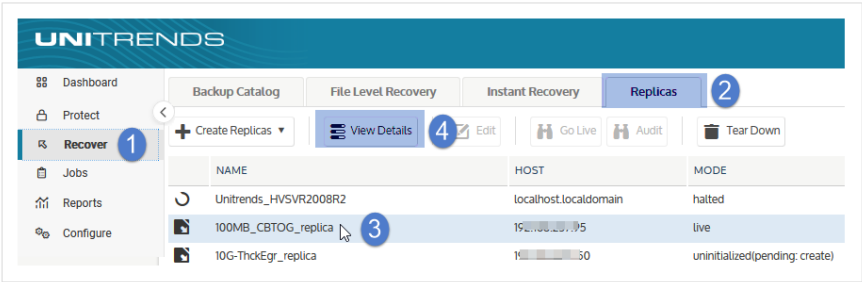 UNITRENDS
Dashboard
Protect
Recover 1
Jobs
Reports
Configure
Backup Catalog File Level Recovery Instant Recovery Replicas 2
Create Replicas View Details 4 Edit Go Live Audit Tear Down
NAME HOST MODE
Unitrends_HVSVR2008R2 localhost.localdomain halted
100MB_CBTOG_replica 3 live
10G-ThckEgr_replica uninitialized(pending: create)